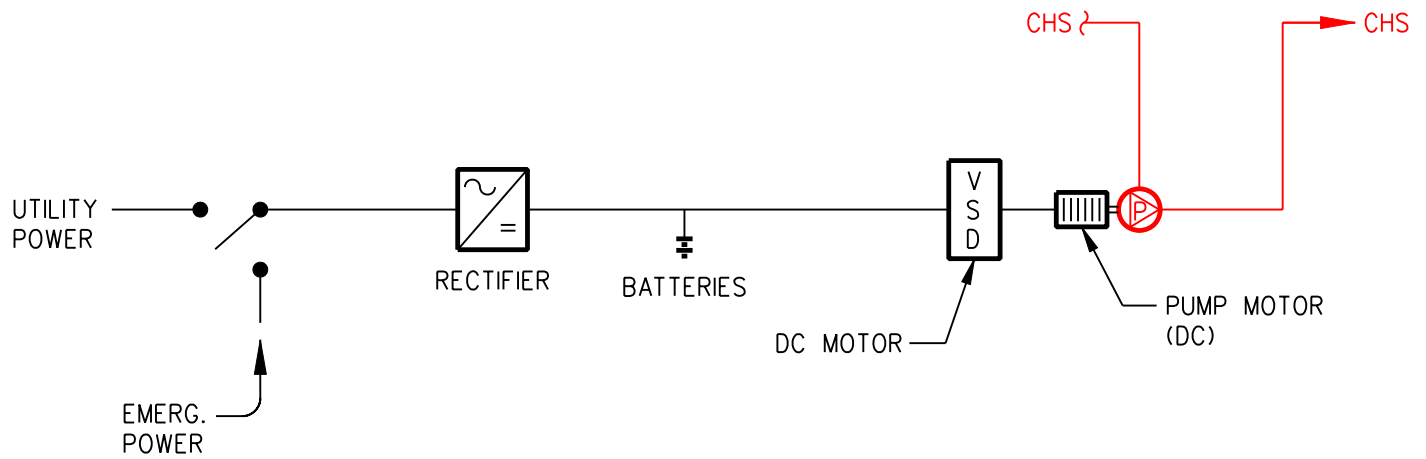 CHS
CHS
V
S
D
P
UTILITY
POWER
RECTIFIER
BATTERIES
PUMP MOTOR
(DC)
DC MOTOR
EMERG.
POWER